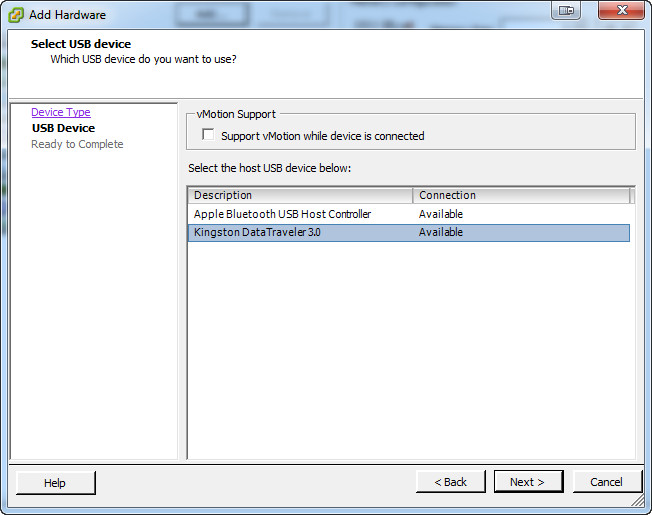 Add Hardware
Select USB device
Which USB device do you want to use?
Device Type
USB Device
Ready to Complete
vMotion Support
Support vMotion while device is connected
Select the host USB device below:
Description Connection
Apple Bluetooth USB Host Controller Available
Kingston DataTraveler 3.0 Available
Help
< Back Next > Cancel